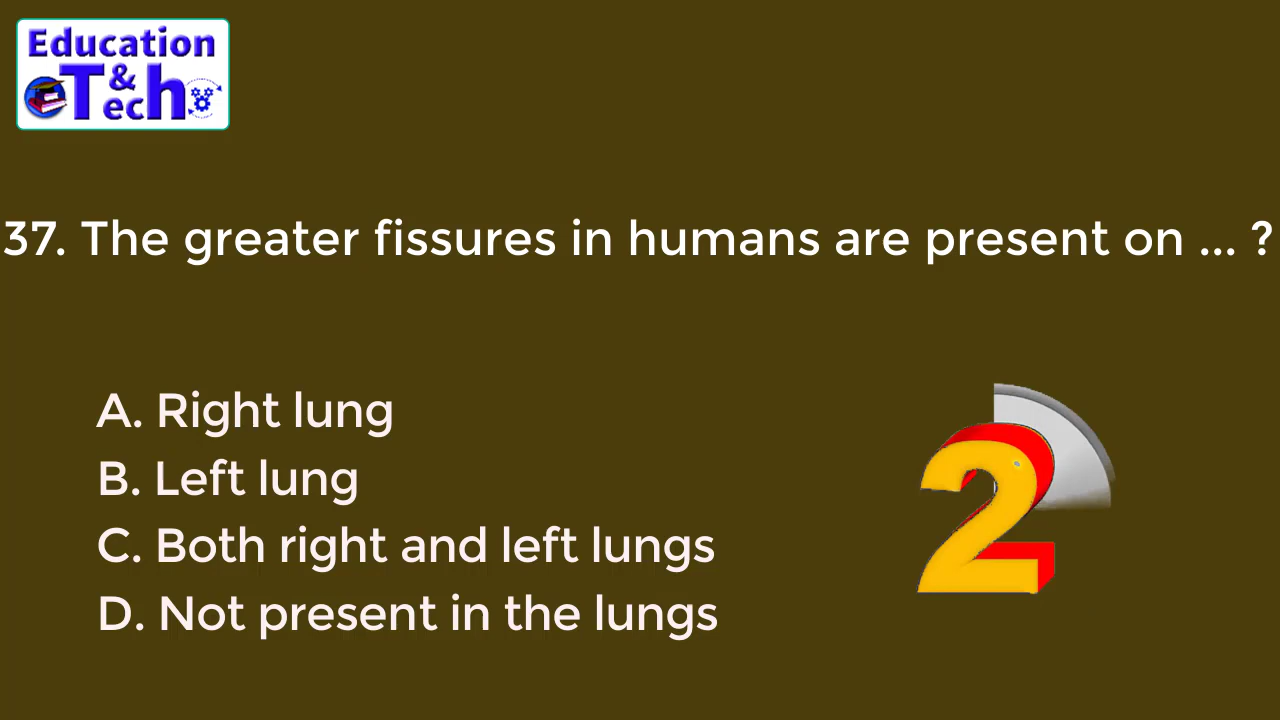 Education
& Tech
37. The greater fissures in humans are present on ... ?
A. Right lung
B. Left lung
C. Both right and left lungs
D. Not present in the lungs
2